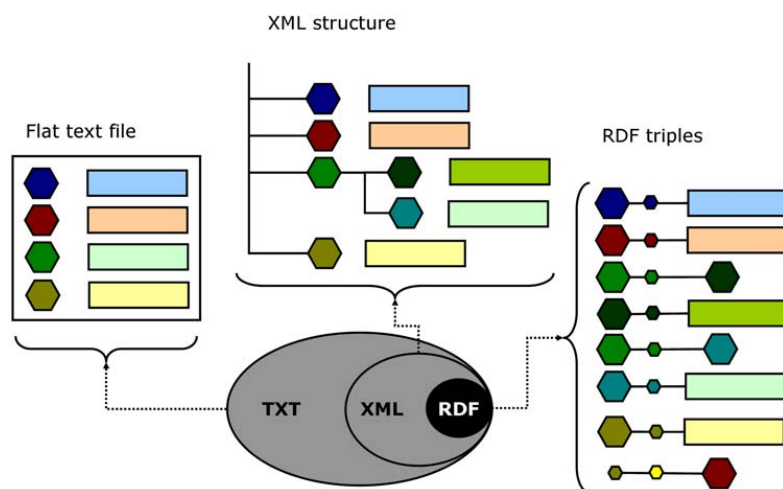 XML structure
Flat text file
RDF triples
TXT
XML
RDF